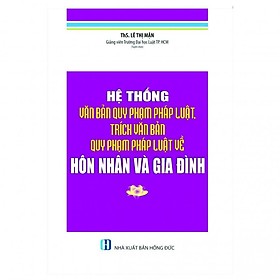 ThS. LÊ THỊ MẬN
Giảng viên Trường Đại học Luật TP. HCM
HỆ THỐNG
VĂN BẢN QUY PHẠM PHÁP LUẬT,
TRÍCH VĂN BẢN
QUY PHẠM PHÁP LUẬT VỀ
HÔN NHÂN VÀ GIA ĐÌNH
NHÀ XUẤT BẢN HỒNG ĐỨC